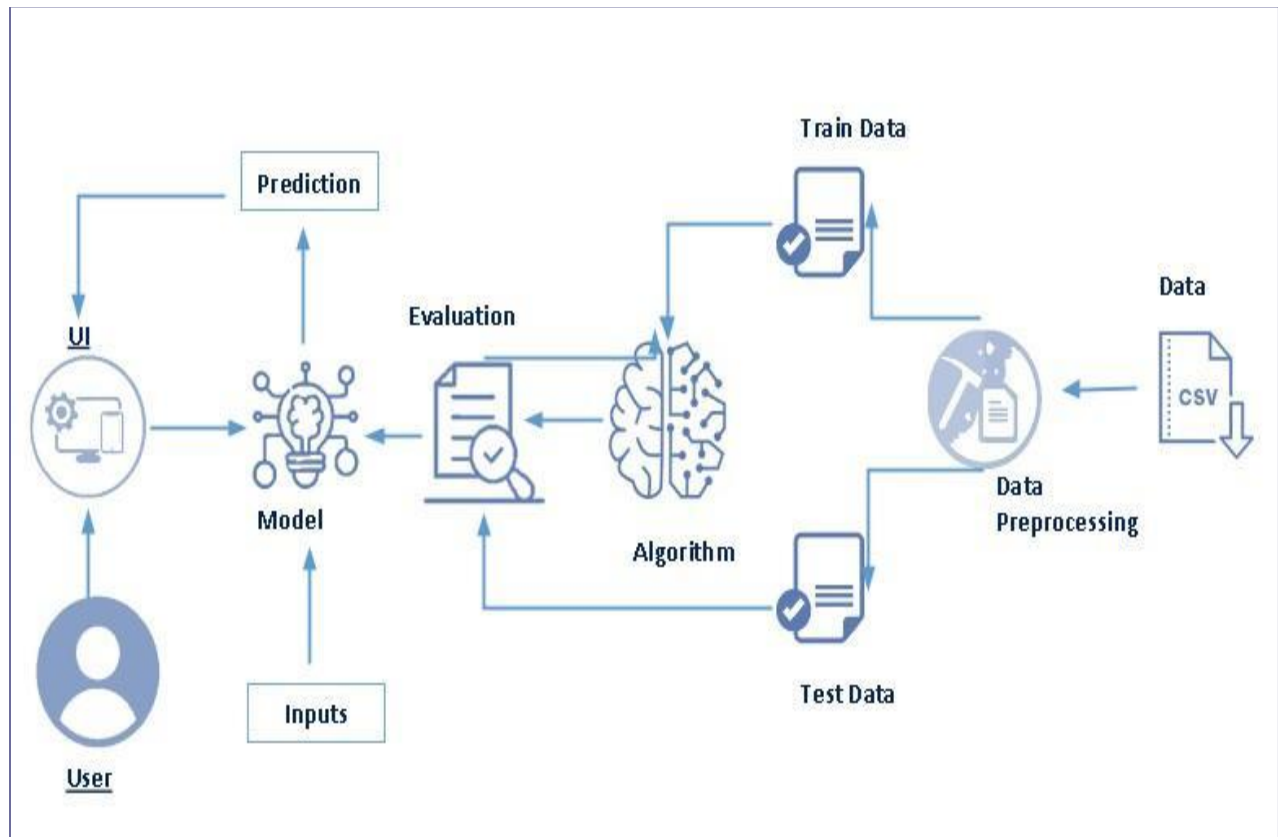 Train Data
Prediction
Data
Evaluation
UI
CSV
Data
Preprocessing
Model
Algorithm
Test Data
Inputs
User